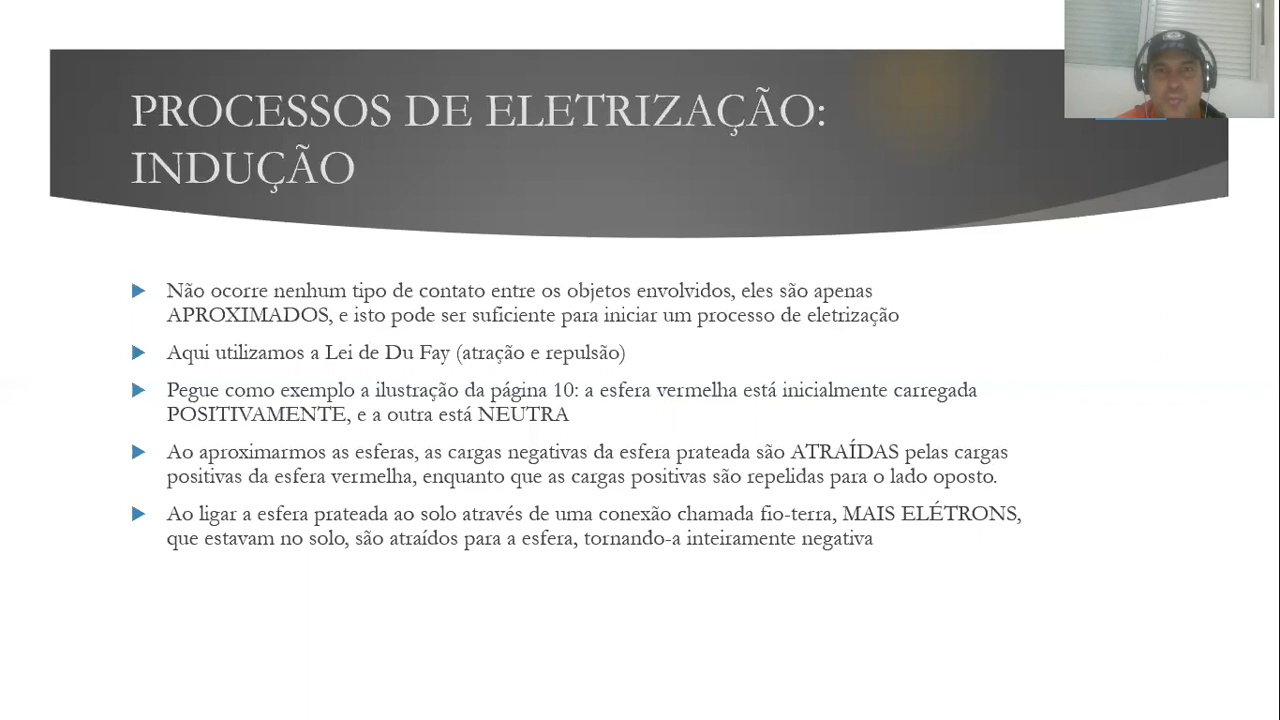 PROCESSOS DE ELETRIZAÇÃO:
INDUÇÃO
Não ocorre nenhum tipo de contato entre os objetos envolvidos, eles são apenas
APROXIMADOS, e isto pode ser suficiente para iniciar um processo de eletrização
Aqui utilizamos a Lei de Du Fay (atração e repulsão)
Pegue como exemplo a ilustração da página 10: a esfera vermelha está inicialmente carregada
POSITIVAMENTE, e a outra está NEUTRA
Ao aproximarmos as esferas, as cargas negativas da esfera prateada são ATRAÍDAS pelas cargas
positivas da esfera vermelha, enquanto que as cargas positivas são repelidas para o lado oposto.
Ao ligar a esfera prateada ao solo através de uma conexão chamada fio-terra, MAIS ELÉTRONS,
que estavam no solo, são atraídos para a esfera, tornando-a inteiramente negativa